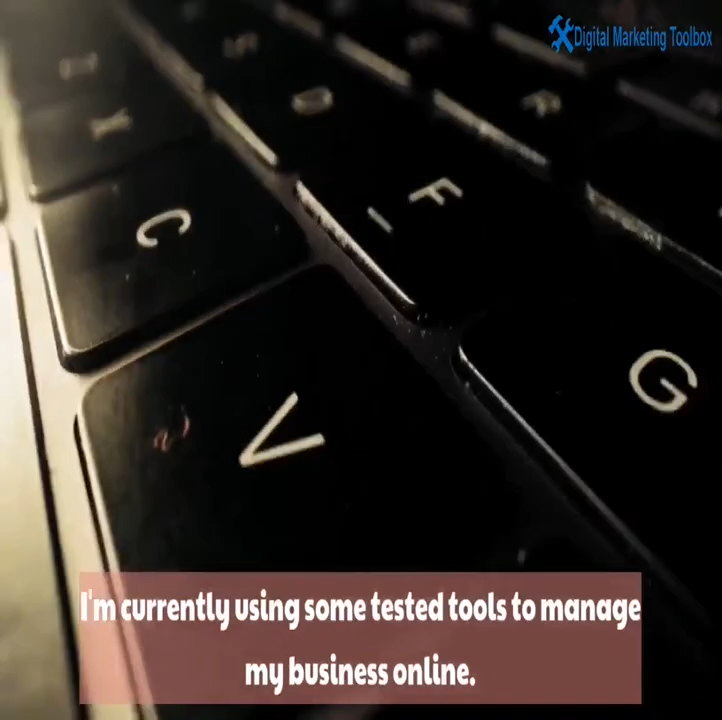 Digital Marketing Toolbox
D
R
X
F
C
G
V
I'm currently using some tested tools to manage
my business online.